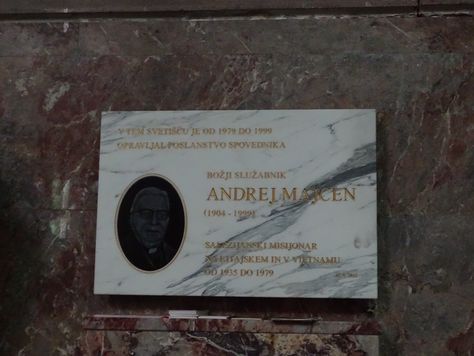 V TEM SVETIŠČU JE OD 1979 DO 1999
OPRAVLJAL POSLANSTVO SPOVEDNIKA
BOŽJI SLUŽABNIK
ANDREJ MAJCEN
(1904 - 1999)
SALEZIJANSKI MISIJONAR
NA KITAJSKEM IN V VIETNAMU
OD 1935 DO 1979